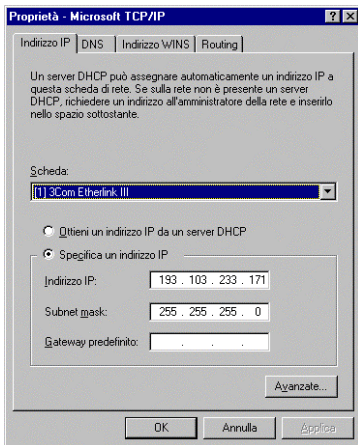 Proprietà - Microsoft TCP/IP
Indirizzo IP DNS Indirizzo WINS Routing
Un server DHCP può assegnare automaticamente un indirizzo IP a
questa scheda di rete. Se sulla rete non è presente un server
DHCP, richiedere un indirizzo all'amministratore della rete e inserirlo
nello spazio sottostante.
Scheda:
[1] 3Com Etherlink III
Ottieni un indirizzo IP da un server DHCP
Specifica un indirizzo IP
Indirizzo IP: 193 . 103 . 233 . 171
Subnet mask: 255 . 255 . 255 . 0
Gateway predefinito: . . .
Avanzate...
OK Annulla Applica